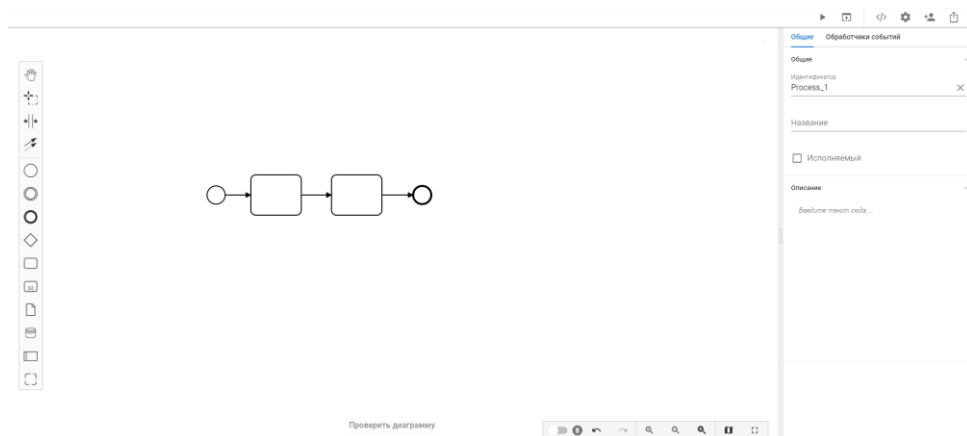 Общие Обработчики событий
Общие
Идентификатор
Process_1
Название
Исполняемый
Описание
Введите текст сюда ...
Проверить диаграмму